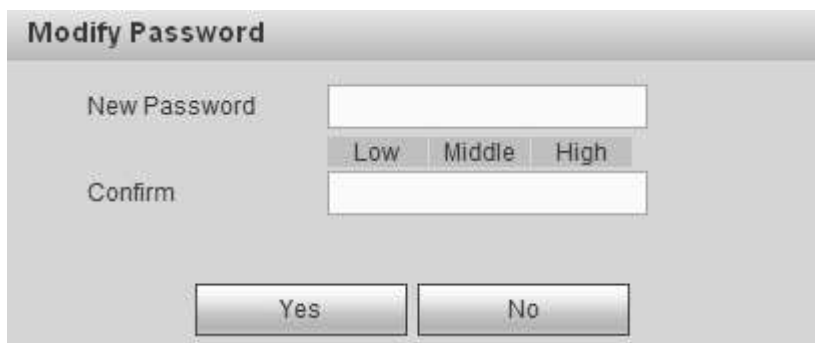 Modify Password
New Password
Low Middle High
Confirm
Yes No